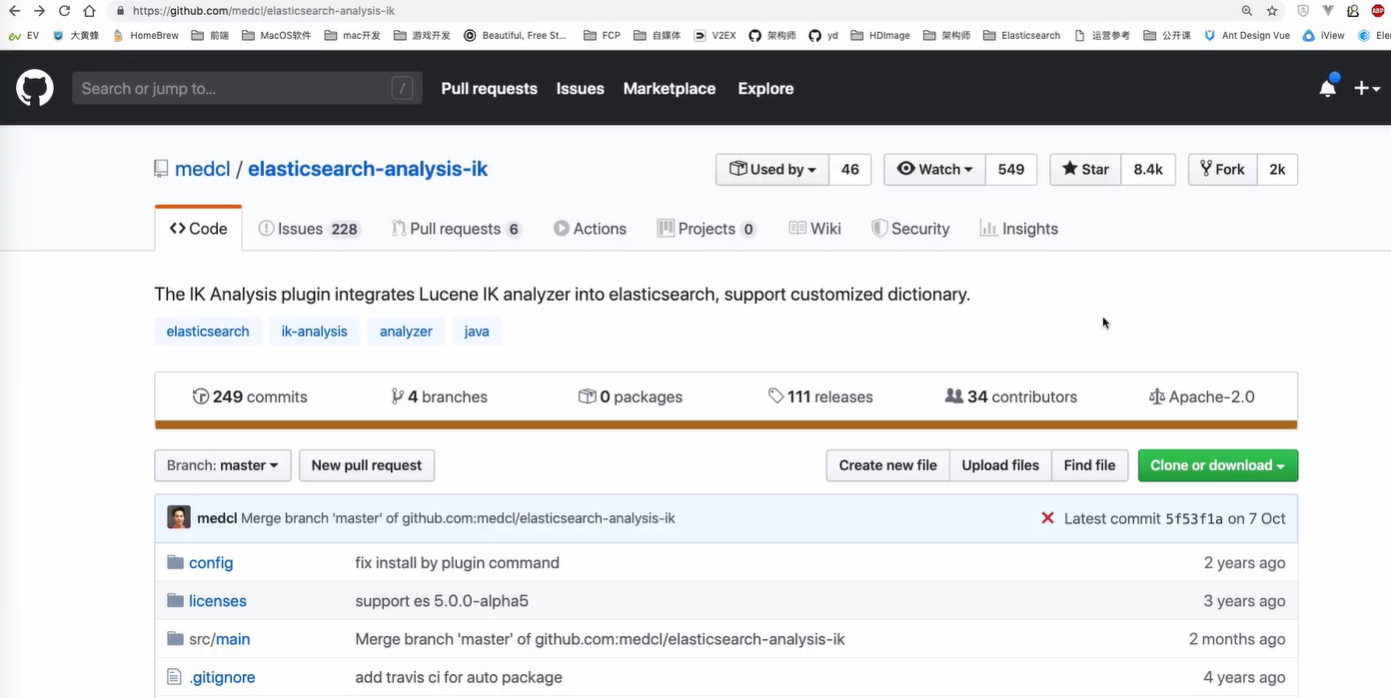 https://github.com/medcl/elasticsearch-analysis-ik
EV 大黄蜂 HomeBrew 前端 MacOS软件 mac开发 游戏开发 Beautiful, Free St... FCP 自媒体 V2EX 架构师 yd HDImage 架构师 Elasticsearch 运营参考 公开课 Ant Design Vue iView Eler
Search or jump to... / Pull requests Issues Marketplace Explore
medcl / elasticsearch-analysis-ik Used by 46 Watch 549 Star 8.4k Fork 2k
Code Issues 228 Pull requests 6 Actions Projects 0 Wiki Security Insights
The IK Analysis plugin integrates Lucene IK analyzer into elasticsearch, support customized dictionary.
elasticsearch ik-analysis analyzer java
249 commits 4 branches 0 packages 111 releases 34 contributors Apache-2.0
Branch: master New pull request Create new file Upload files Find file Clone or download
medcl Merge branch 'master' of github.com:medcl/elasticsearch-analysis-ik Latest commit 5f53f1a on 7 Oct
config fix install by plugin command 2 years ago
licenses support es 5.0.0-alpha5 3 years ago
src/main Merge branch 'master' of github.com:medcl/elasticsearch-analysis-ik 2 months ago
.gitignore add travis ci for auto package 4 years ago